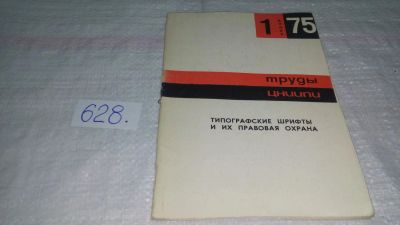 1 75
труды
цниипи
ТИПОГРАФСКИЕ ШРИФТЫ
И ИХ ПРАВОВАЯ ОХРАНА
628.